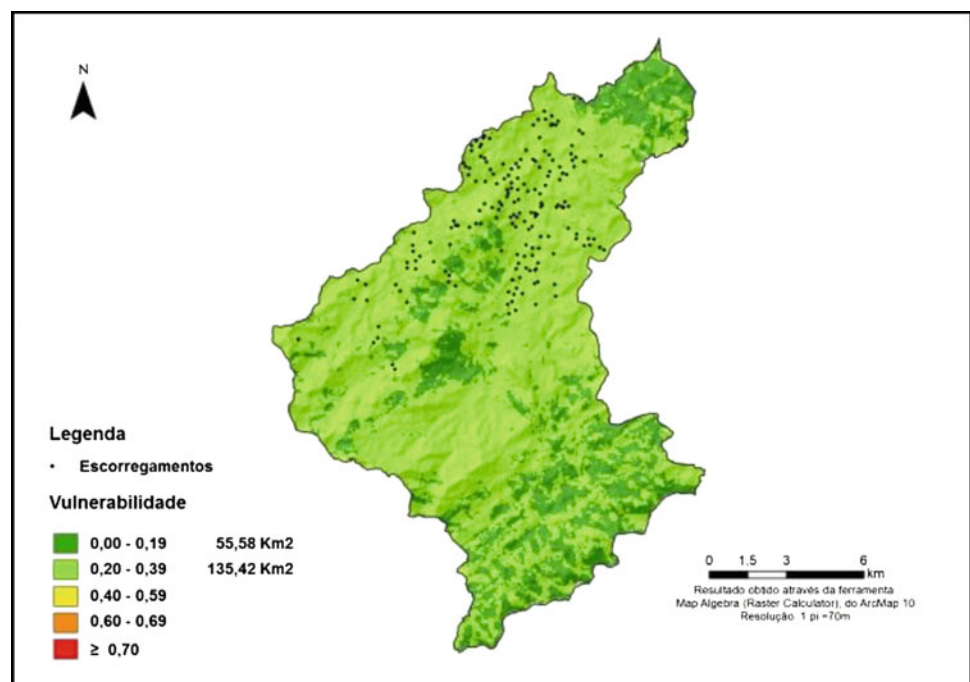 N
Legenda
Escorregamentos
Vulnerabilidade
0,00 - 0,19 55,58 Km2
0,20 - 0,39 135,42 Km2
0,40 - 0,59
0,60 - 0,69
≥ 0,70
0 1.5 3 6
km
Resultado obtido através da ferramenta
Map Algebra (Raster Calculator), do ArcMap 10
Resolução 1 pi =70m